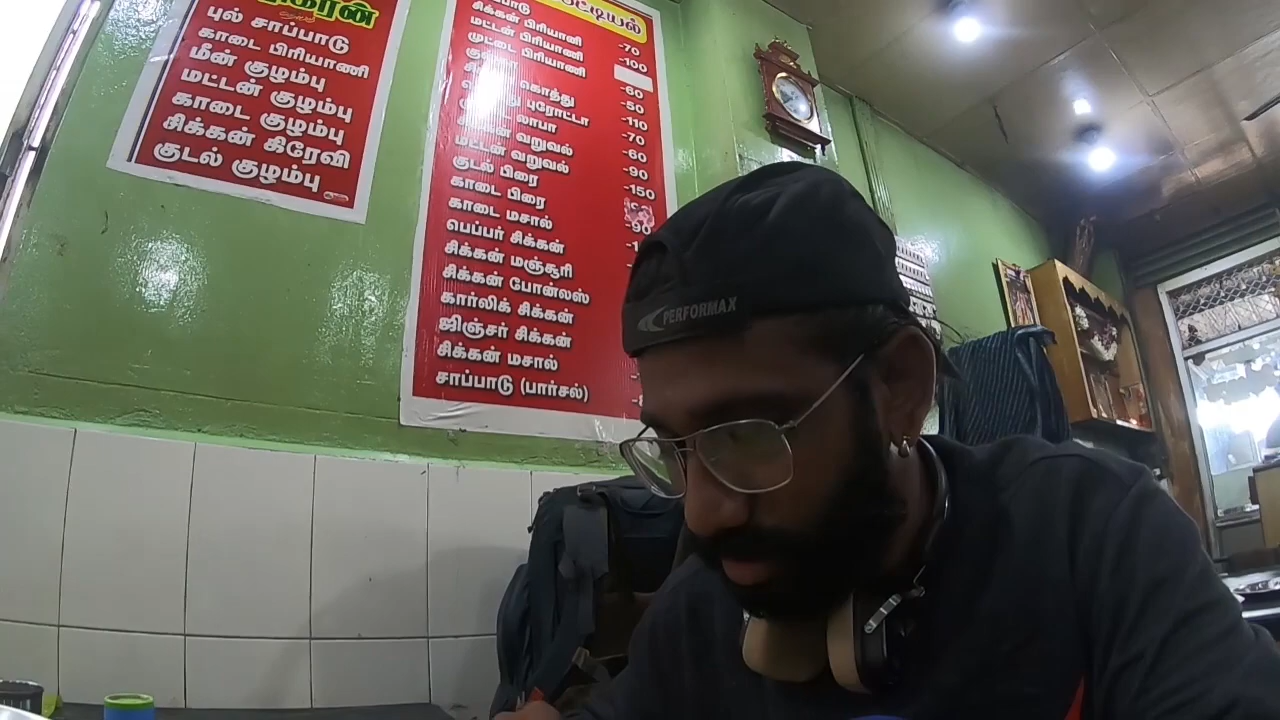 புல் சாப்பாடு
காடை பிரியாணி
மீன் குழம்பு
மட்டன் குழம்பு
காடை குழம்பு
சிக்கன் கிரேவி
குடல் குழம்பு
சிக்கன் பிரியாணி -70
மட்டன் பிரியாணி -100
முட்டை பிரியாணி
-60
கொத்து -50
புரோட்டா -110
லாபா -70
வறுவல் -60
மட்டன் வறுவல் -90
குடல் பிரை -150
காடை பிரை
காடை மசால் -90
பெப்பர் சிக்கன்
சிக்கன் மஞ்சூரி
சிக்கன் போன்லஸ்
கார்லிக் சிக்கன்
ஜிஞ்சர் சிக்கன்
சிக்கன் மசால்
சாப்பாடு (பார்சல்)
PERFORMAX